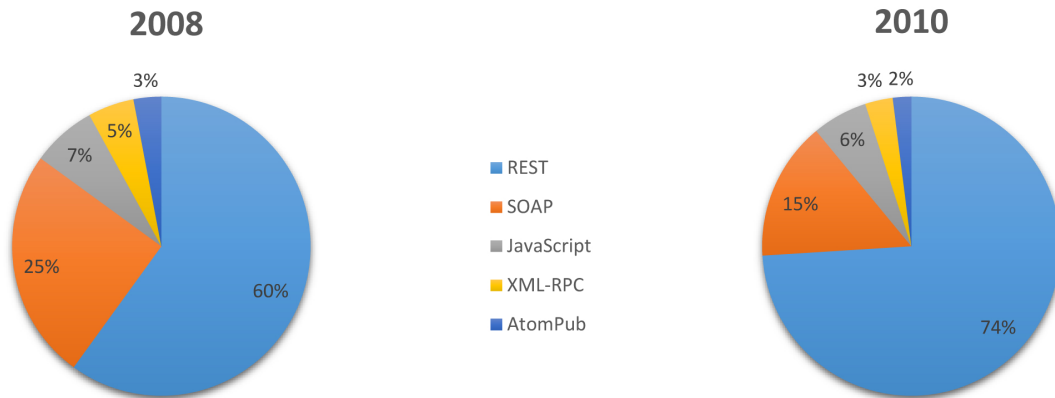 2008
3%
5%
7%
25%
60%
REST
SOAP
JavaScript
XML-RPC
AtomPub
2010
3%
2%
6%
15%
74%